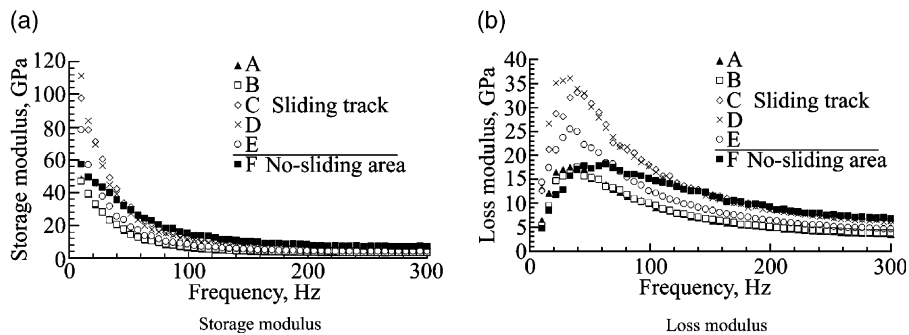 (a)
Storage modulus, GPa
120
100
80
60
40
20
0
0
100
200
300
Frequency, Hz
A
B
C Sliding track
D
E
F No-sliding area
Storage modulus
(b)
Loss modulus, GPa
40
35
30
25
20
15
10
5
0
0
100
200
300
Frequency, Hz
A
B
C Sliding track
D
E
F No-sliding area
Loss modulus